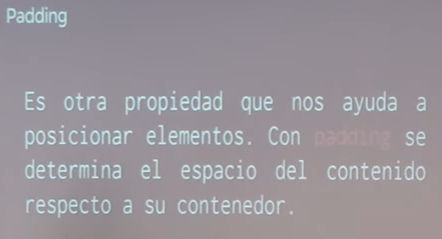 Padding
Es otra propiedad que nos ayuda a
posicionar elementos. Con padding se
determina el espacio del contenido
respecto a su contenedor.